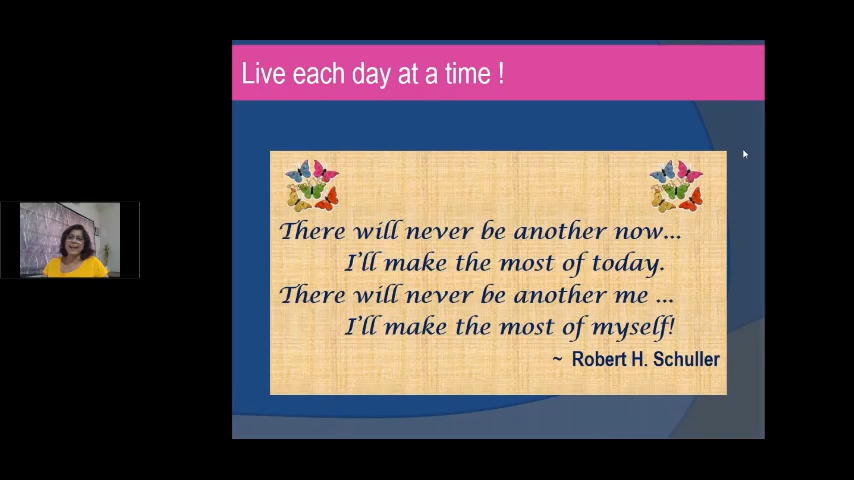 Live each day at a time !
There will never be another now...
I'll make the most of today.
There will never be another me ...
I'll make the most of myself!
~ Robert H. Schuller